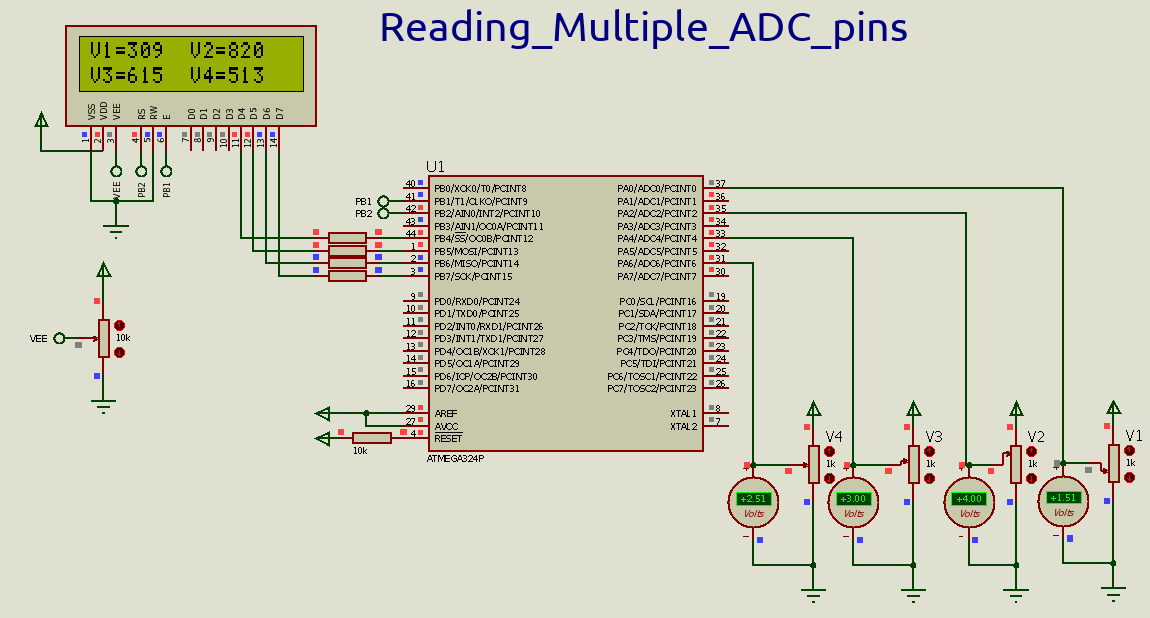 Reading_Multiple_ADC_pins
V1=309 V2=820
V3=615 V4=513
VSS VDD VEE RS RW E D0 D1 D2 D3 D4 D5 D6 D7
1 2 3 4 5 6 7 8 9 10 11 12 13 14
VEE PB2 PB1
U1
40 PB0/XCK0/T0/PCINT8 PA0/ADC0/PCINT0 37
PB1 41 PB1/T1/CLKO/PCINT9 PA1/ADC1/PCINT1 36
PB2 42 PB2/AIN0/INT2/PCINT10 PA2/ADC2/PCINT2 35
43 PB3/AIN1/OC0A/PCINT11 PA3/ADC3/PCINT3 34
44 PB4/SS/OC0B/PCINT12 PA4/ADC4/PCINT4 33
1 PB5/MOSI/PCINT13 PA5/ADC5/PCINT5 32
2 PB6/MISO/PCINT14 PA6/ADC6/PCINT6 31
3 PB7/SCK/PCINT15 PA7/ADC7/PCINT7 30
9 PD0/RXD0/PCINT24 PC0/SCL/PCINT16 19
10 PD1/TXD0/PCINT25 PC1/SDA/PCINT17 20
11 PD2/INT0/RXD1/PCINT26 PC2/TCK/PCINT18 21
12 PD3/INT1/TXD1/PCINT27 PC3/TMS/PCINT19 22
13 PD4/OC1B/XCK1/PCINT28 PC4/TDO/PCINT20 23
14 PD5/OC1A/PCINT29 PC5/TDI/PCINT21 24
15 PD6/ICP/OC2B/PCINT30 PC6/TOSC1/PCINT22 25
16 PD7/OC2A/PCINT31 PC7/TOSC2/PCINT23 26
29 AREF XTAL1 8
27 AVCC XTAL2 7
4 RESET
10k
ATMEGA324P
VEE 10k
V4 V3 V2 V1
1k 1k 1k 1k
+2.51 +3.00 +4.00 +1.51
Volts Volts Volts Volts